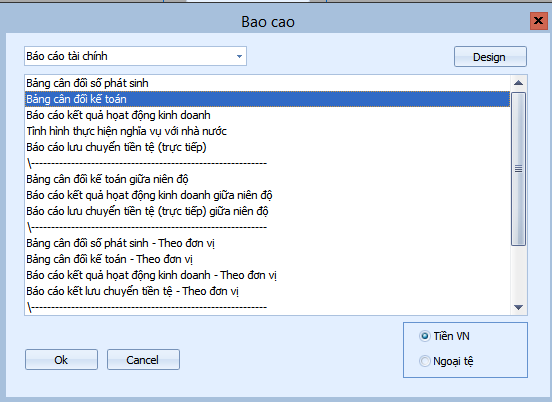 Bao cao
Báo cáo tài chính
Design
Bảng cân đối số phát sinh
Bảng cân đối kế toán
Báo cáo kết quả họat động kinh doanh
Tình hình thực hiện nghĩa vụ với nhà nước
Báo cáo lưu chuyển tiền tệ (trực tiếp)
\-----------------------------------------------------------
Bảng cân đối kế toán giữa niên độ
Báo cáo kết quả họat động kinh doanh giữa niên độ
Báo cáo lưu chuyển tiền tệ (trực tiếp) giữa niên độ
\-----------------------------------------------------------
Bảng cân đối số phát sinh - Theo đơn vị
Bảng cân đối kế toán - Theo đơn vị
Báo cáo kết quả họat động kinh doanh - Theo đơn vị
Báo cáo kết lưu chuyển tiền tệ - Theo đơn vị
\-----------------------------------------------------------
Tiền VN
Ok
Cancel
Ngoại tệ